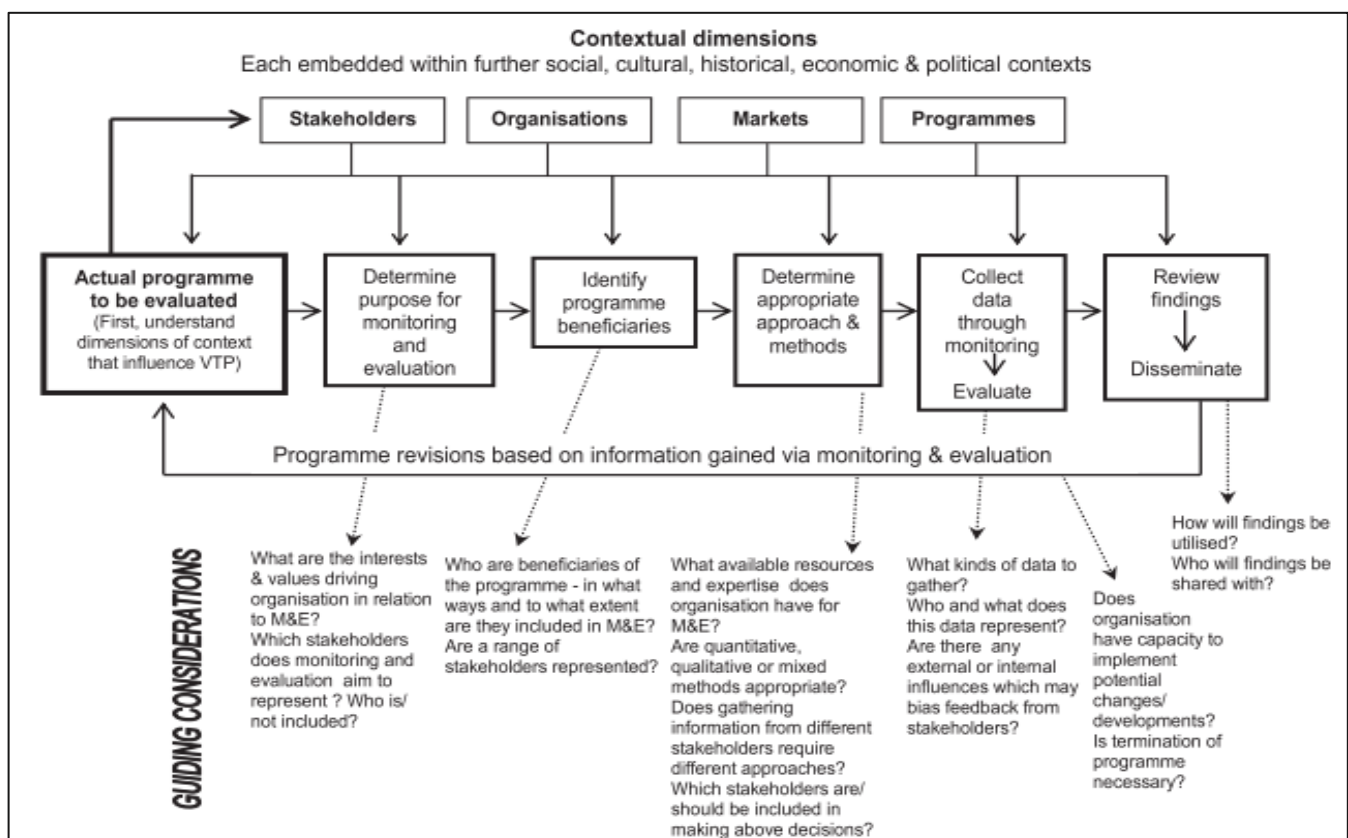 Contextual dimensions
Each embedded within further social, cultural, historical, economic & political contexts
Stakeholders
Organisations
Markets
Programmes
Actual programme
to be evaluated
(First, understand
dimensions of context
that influence VTP)
Determine
purpose for
monitoring
and
evaluation
Identify
programme
beneficiaries
Determine
appropriate
approach &
methods
Collect
data
through
monitoring
Evaluate
Review
findings
Disseminate
Programme revisions based on information gained via monitoring & evaluation
GUIDING CONSIDERATIONS
What are the interests
& values driving
organisation in relation
to M&E?
Which stakeholders
does monitoring and
evaluation aim to
represent ? Who is/
not included?
Who are beneficiaries of
the programme - in what
ways and to what extent
are they included in M&E?
Are a range of
stakeholders represented?
What available resources
and expertise does
organisation have for
M&E?
Are quantitative,
qualitative or mixed
methods appropriate?
Does gathering
information from different
stakeholders require
different approaches?
Which stakeholders are/
should be included in
making above decisions?
What kinds of data to
gather?
Who and what does
this data represent?
Are there any
external or internal
influences which may
bias feedback from
stakeholders?
Does
organisation
have capacity to
implement
potential
changes/
developments?
Is termination of
programme
necessary?
How will findings be
utilised?
Who will findings be
shared with?